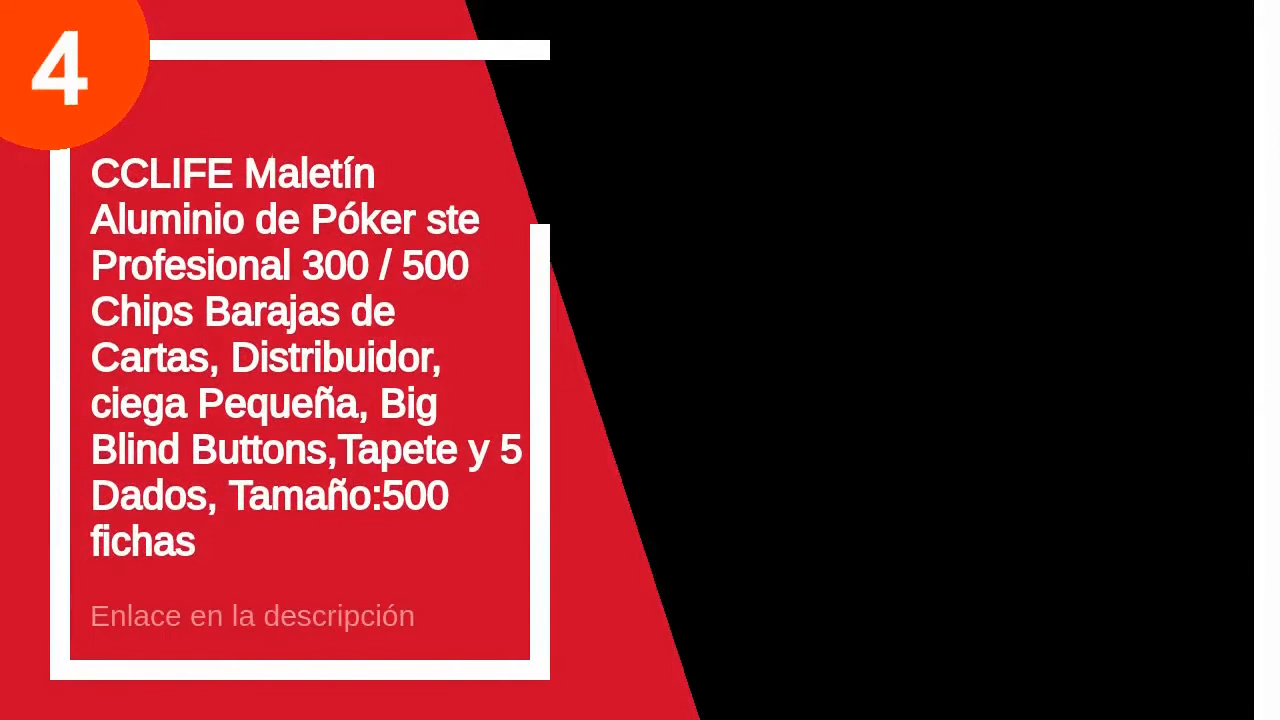 4
CCLIFE Maletín
Aluminio de Póker ste
Profesional 300 / 500
Chips Barajas de
Cartas, Distribuidor,
ciega Pequeña, Big
Blind Buttons,Tapete y 5
Dados, Tamaño:500
fichas
Enlace en la descripción